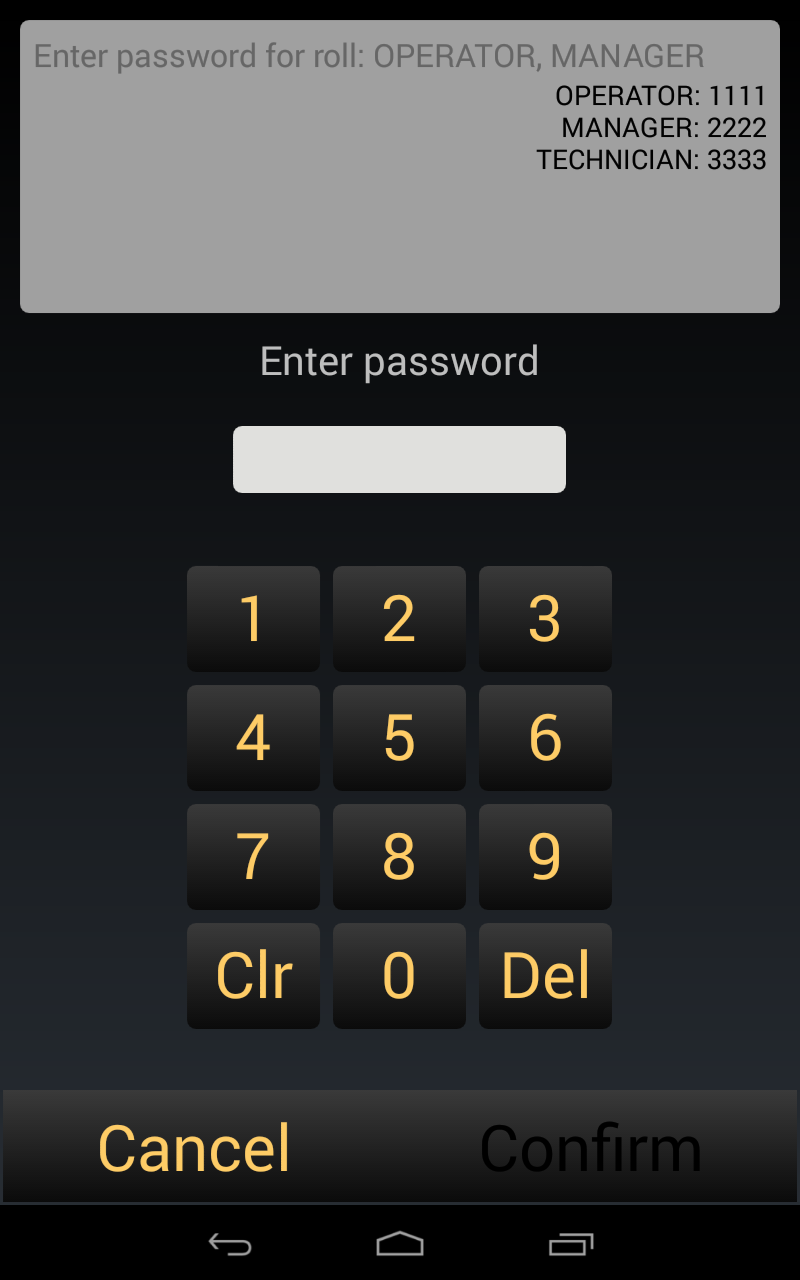 Enter password for roll: OPERATOR, MANAGER
OPERATOR: 1111
MANAGER: 2222
TECHNICIAN: 3333
Enter password
1 2 3
4 5 6
7 8 9
Clr 0 Del
Cancel Confirm